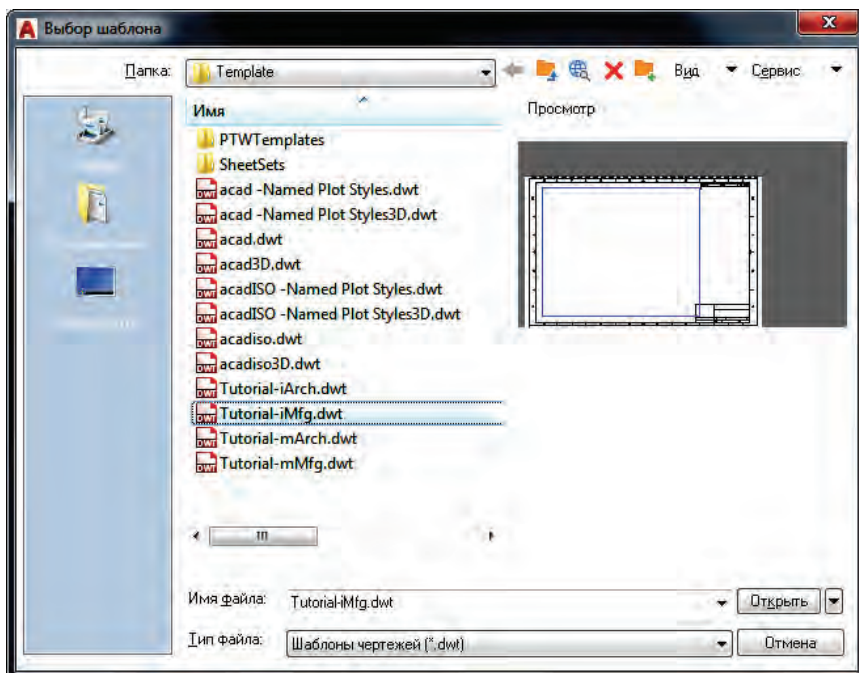 Выбор шаблона
Папка: Template Вид Сервис
Имя
Просмотр
PTWTemplates
SheetSets
acad -Named Plot Styles.dwt
acad -Named Plot Styles3D.dwt
acad.dwt
acad3D.dwt
acadISO -Named Plot Styles.dwt
acadISO -Named Plot Styles3D.dwt
acadiso.dwt
acadiso3D.dwt
Tutorial-iArch.dwt
Tutorial-iMfg.dwt
Tutorial-mArch.dwt
Tutorial-mMfg.dwt
Имя файла: Tutorial-iMfg.dwt Открыть
Тип файла: Шаблоны чертежей (*.dwt) Отмена